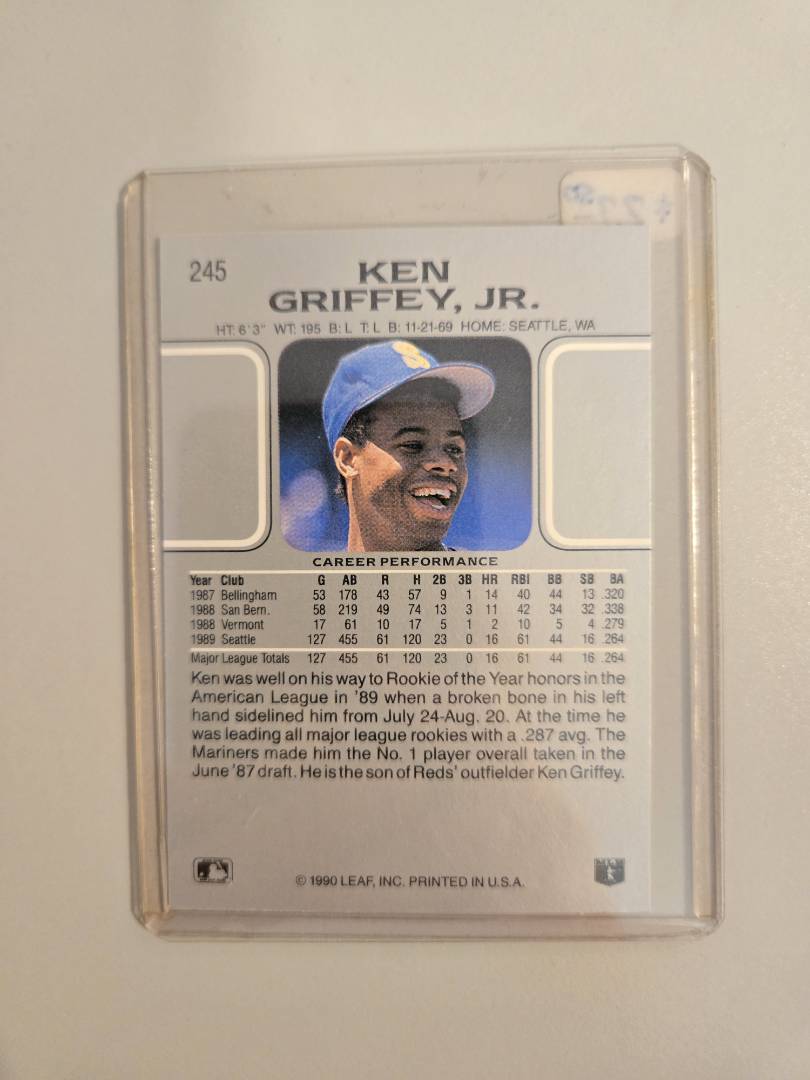 245
KEN
GRIFFEY, JR.
HT: 6'3" WT: 195 B: L T: L B: 11-21-69 HOME: SEATTLE, WA
S
CAREER PERFORMANCE
Year Club G AB R H 2B 3B HR RBI BB SB BA
1987 Bellingham 53 178 43 57 9 1 14 40 44 13 .320
1988 San Bern. 58 219 49 74 13 3 11 42 34 32 .338
1988 Vermont 17 61 10 17 5 1 2 10 5 4 .279
1989 Seattle 127 455 61 120 23 0 16 61 44 16 .264
Major League Totals 127 455 61 120 23 0 16 61 44 16 .264
Ken was well on his way to Rookie of the Year honors in the
American League in '89 when a broken bone in his left
hand sidelined him from July 24-Aug. 20. At the time he
was leading all major league rookies with a .287 avg. The
Mariners made him the No. 1 player overall taken in the
June '87 draft. He is the son of Reds' outfielder Ken Griffey.
© 1990 LEAF, INC. PRINTED IN U.S.A.